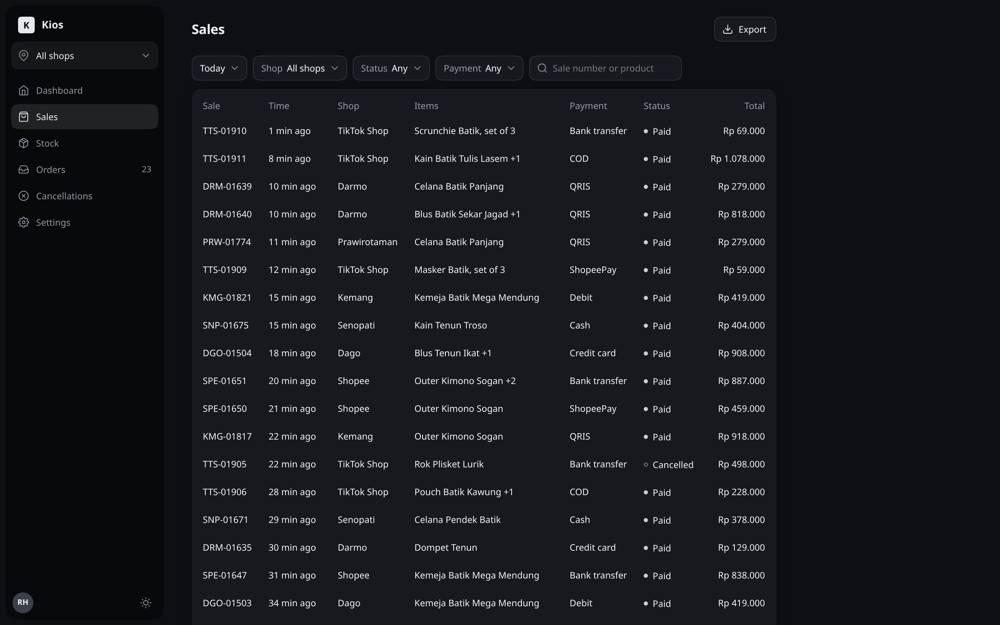 K Kios
All shops
Dashboard
Sales
Stock
Orders 23
Cancellations
Settings
RH
Sales
Export
Today
Shop All shops
Status Any
Payment Any
Sale number or product
Sale Time Shop Items Payment Status Total
TTS-01910 1 min ago TikTok Shop Scrunchie Batik, set of 3 Bank transfer Paid Rp 69.000
TTS-01911 8 min ago TikTok Shop Kain Batik Tulis Lasem +1 COD Paid Rp 1.078.000
DRM-01639 10 min ago Darmo Celana Batik Panjang QRIS Paid Rp 279.000
DRM-01640 10 min ago Darmo Blus Batik Sekar Jagad +1 QRIS Paid Rp 818.000
PRW-01774 11 min ago Prawirotaman Celana Batik Panjang QRIS Paid Rp 279.000
TTS-01909 12 min ago TikTok Shop Masker Batik, set of 3 ShopeePay Paid Rp 59.000
KMG-01821 15 min ago Kemang Kemeja Batik Mega Mendung Debit Paid Rp 419.000
SNP-01675 15 min ago Senopati Kain Tenun Troso Cash Paid Rp 404.000
DGO-01504 18 min ago Dago Blus Tenun Ikat +1 Credit card Paid Rp 908.000
SPE-01651 20 min ago Shopee Outer Kimono Sogan +2 Bank transfer Paid Rp 887.000
SPE-01650 21 min ago Shopee Outer Kimono Sogan ShopeePay Paid Rp 459.000
KMG-01817 22 min ago Kemang Outer Kimono Sogan QRIS Paid Rp 918.000
TTS-01905 22 min ago TikTok Shop Rok Plisket Lurik Bank transfer Cancelled Rp 498.000
TTS-01906 28 min ago TikTok Shop Pouch Batik Kawung +1 COD Paid Rp 228.000
SNP-01671 29 min ago Senopati Celana Pendek Batik Cash Paid Rp 378.000
DRM-01635 30 min ago Darmo Dompet Tenun Credit card Paid Rp 129.000
SPE-01647 31 min ago Shopee Kemeja Batik Mega Mendung Bank transfer Paid Rp 838.000
DGO-01503 34 min ago Dago Kemeja Batik Mega Mendung Debit Paid Rp 419.000